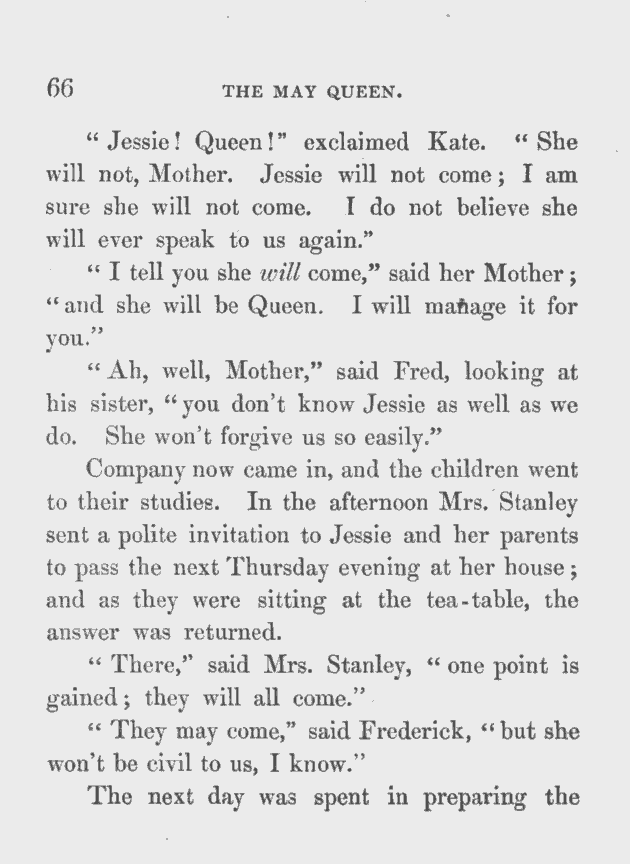 66 THE MAY QUEEN.
“ Jessie! Queen!” exclaimed Kate. “ She
will not, Mother. Jessie will not come; I am
sure she will not come. I do not believe she
will ever speak to us again.”
“ I tell you she will come,” said her Mother;
“and she will be Queen. I will manage it for
you.”
“ Ah, well, Mother,” said Fred, looking at
his sister, “you don’t know Jessie as well as we
do. She won’t forgive us so easily.”
Company now came in, and the children went
to their studies. In the afternoon Mrs. Stanley
sent a polite invitation to Jessie and her parents
to pass the next Thursday evening at her house;
and as they were sitting at the tea-table, the
answer was returned.
“ There,” said Mrs. Stanley, “ one point is
gained; they will all come.”
“ They may come,” said Frederick, “but she
won’t be civil to us, I know.”
The next day was spent in preparing the